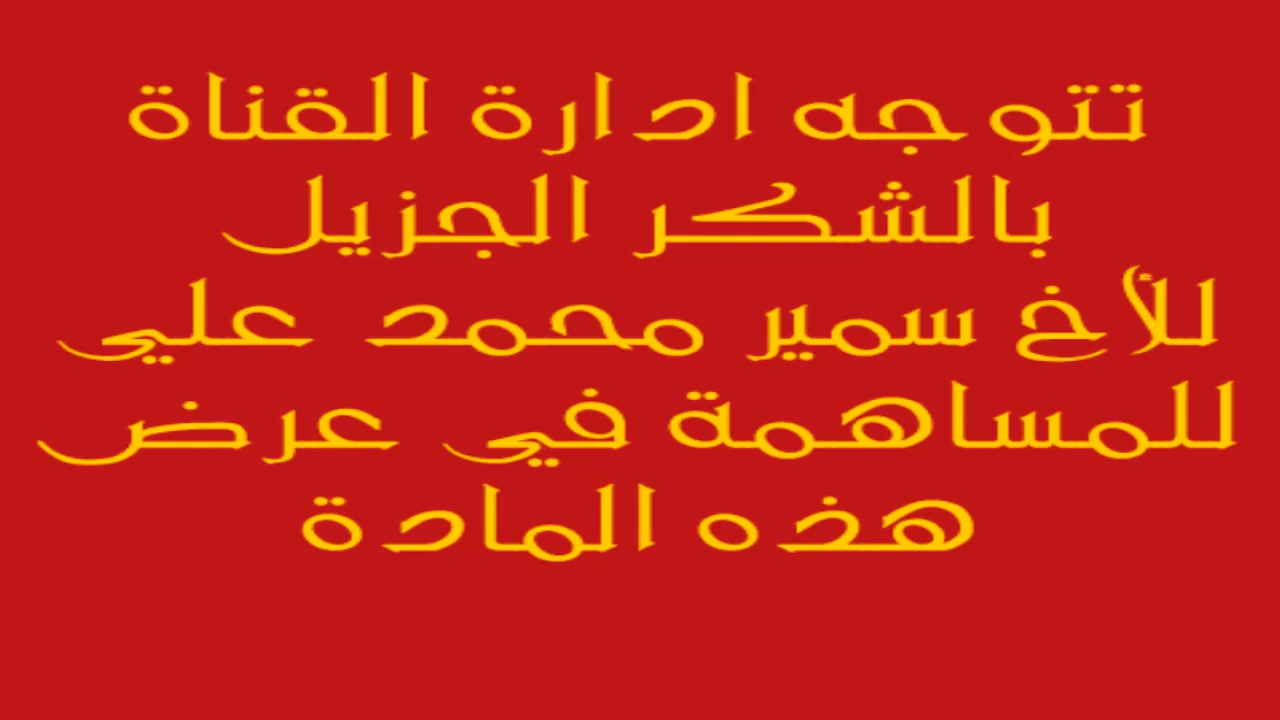 تتوجه ادارة القناة
بالشكر الجزيل
للأخ سمير محمد علي
للمساهمة في عرض
هذه المادة